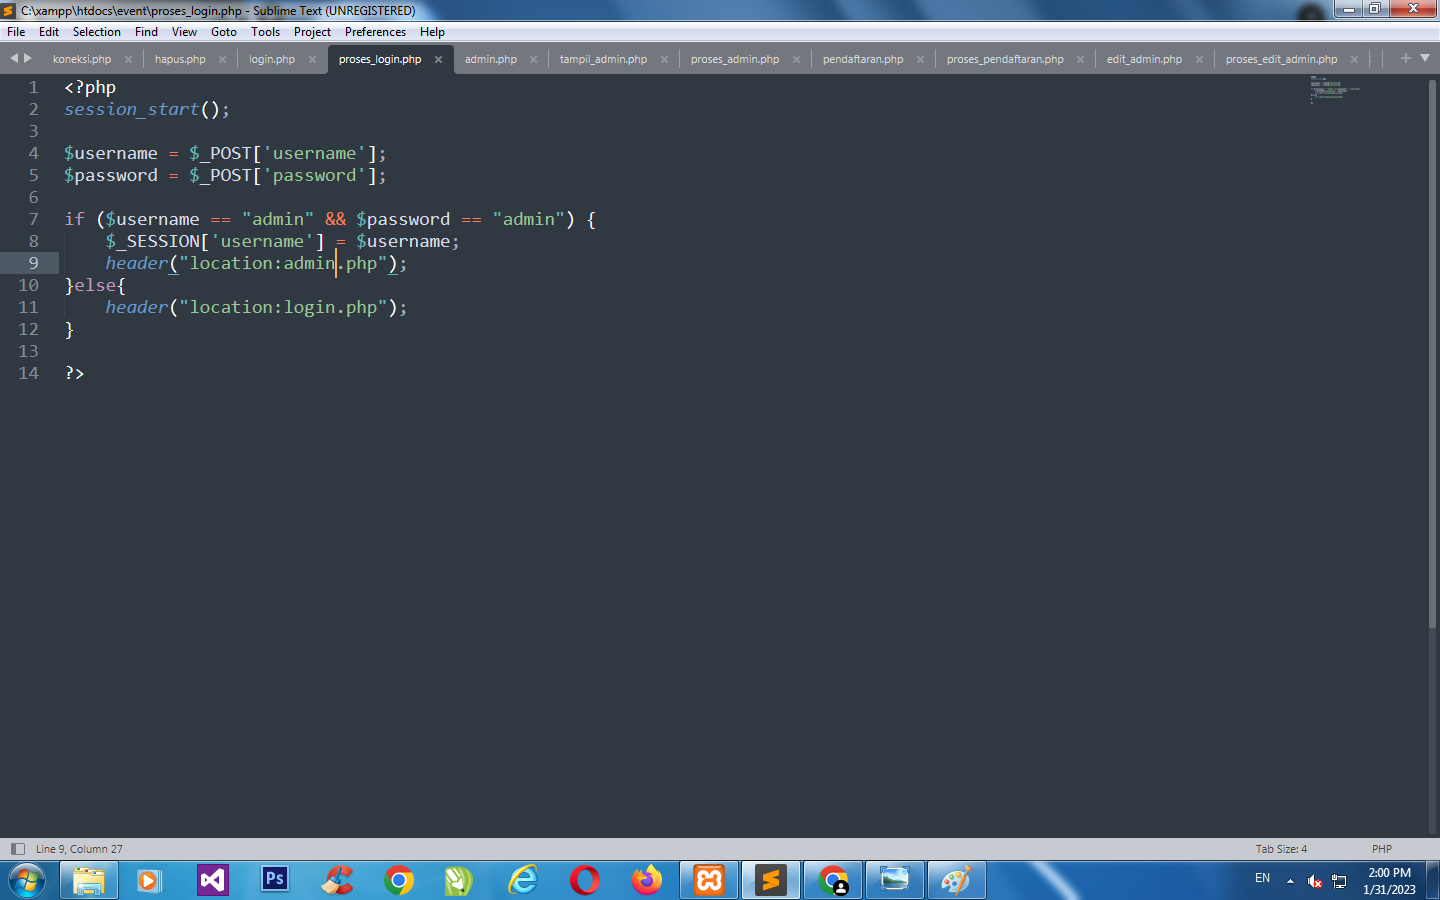 C:\xampp\htdocs\event\proses_login.php - Sublime Text (UNREGISTERED)
File Edit Selection Find View Goto Tools Project Preferences Help
koneksi.php hapus.php login.php proses_login.php admin.php tampil_admin.php proses_admin.php pendaftaran.php proses_pendaftaran.php edit_admin.php proses_edit_admin.php
1 <?php
2 session_start();
3
4 $username = $_POST['username'];
5 $password = $_POST['password'];
6
7 if ($username == "admin" && $password == "admin") {
8     $_SESSION['username'] = $username;
9     header("location:admin.php");
10 }else{
11     header("location:login.php");
12 }
13
14 ?>
Line 9, Column 27 Tab Size: 4 PHP
Ps
EN 2:00 PM
1/31/2023